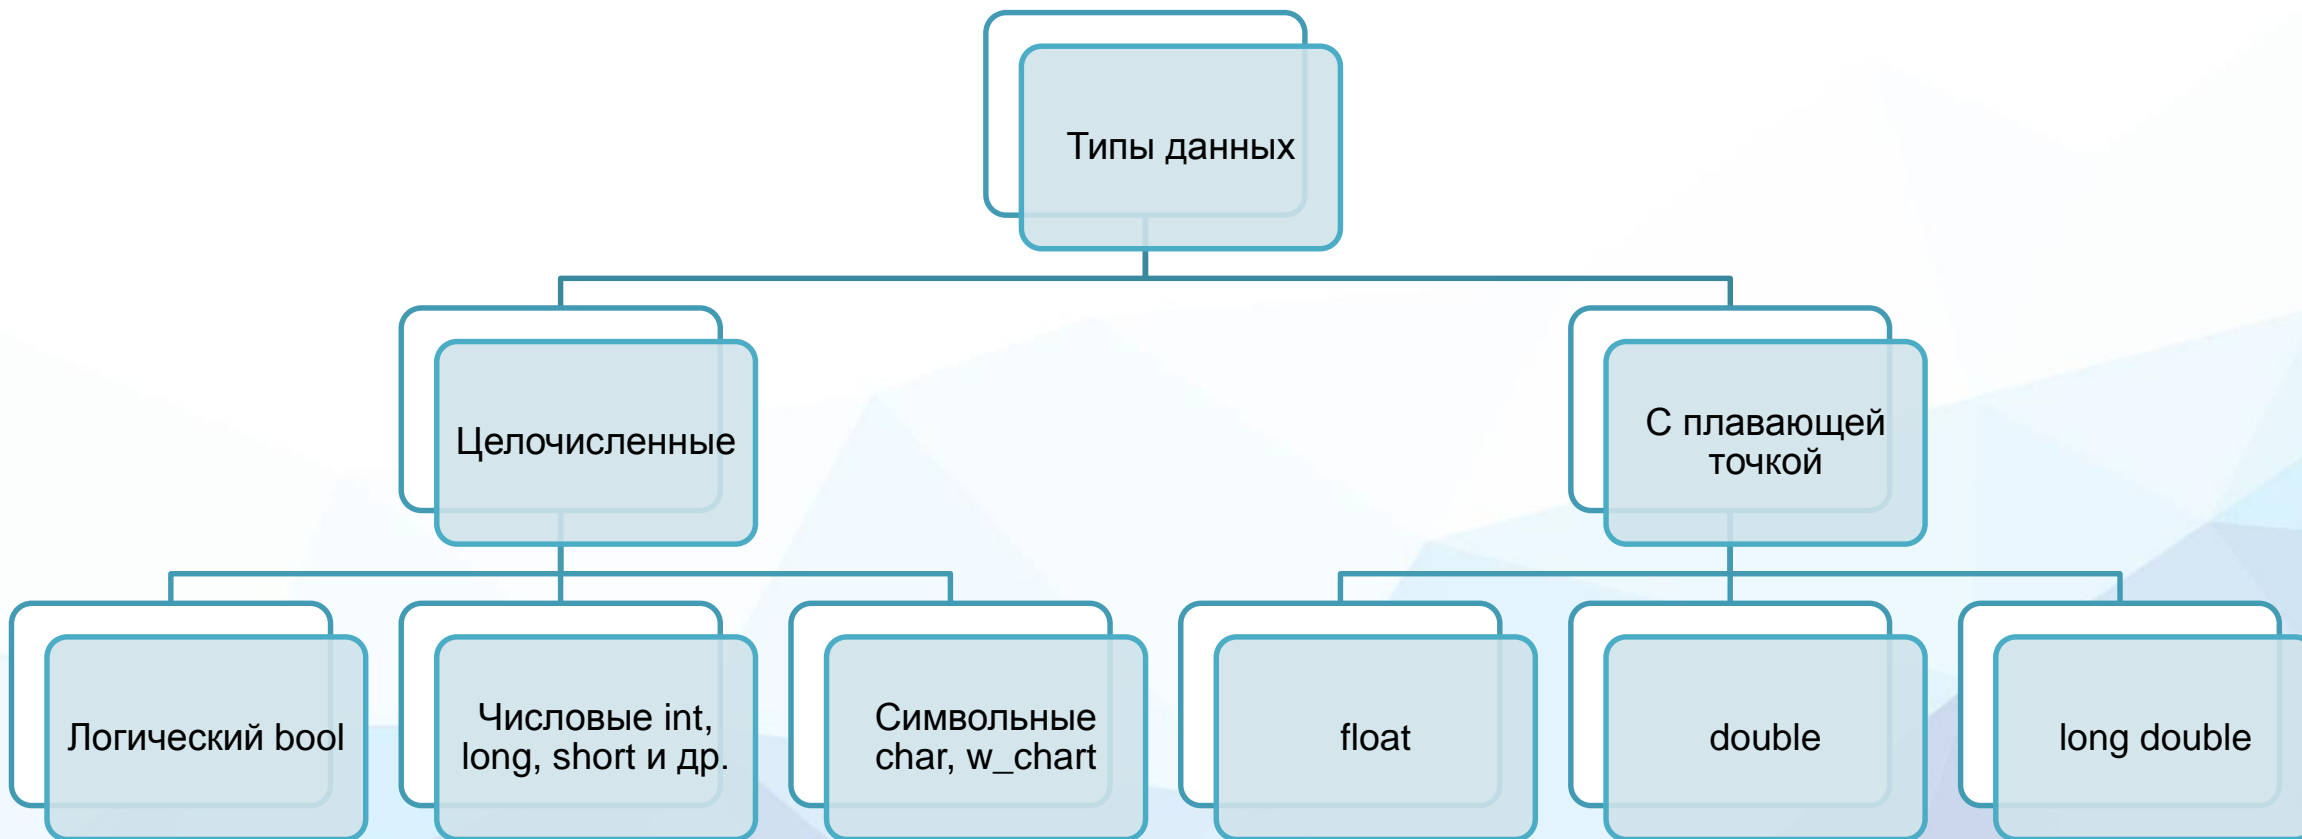 Типы данных
Целочисленные
С плавающей
точкой
Логический bool
Числовые int,
long, short и др.
Символьные
char, w_chart
float
double
long double